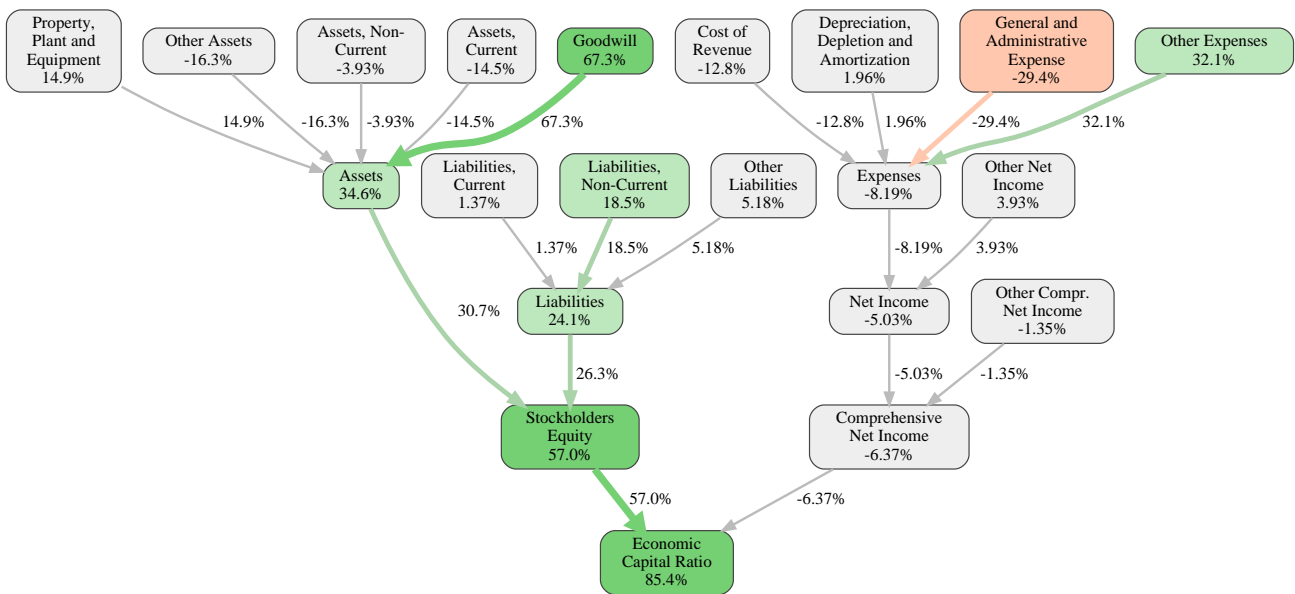 Property,
Plant and
Equipment
14.9%
Other Assets
-16.3%
Assets, Non-
Current
-3.93%
Assets,
Current
-14.5%
Goodwill
67.3%
Cost of
Revenue
-12.8%
Depreciation,
Depletion and
Amortization
1.96%
General and
Administrative
Expense
-29.4%
Other Expenses
32.1%
14.9%
-16.3%
-3.93%
-14.5%
67.3%
-12.8%
1.96%
-29.4%
32.1%
Assets
34.6%
Liabilities,
Current
1.37%
Liabilities,
Non-Current
18.5%
Other
Liabilities
5.18%
Expenses
-8.19%
Other Net
Income
3.93%
1.37%
18.5%
5.18%
-8.19%
3.93%
30.7%
Liabilities
24.1%
Net Income
-5.03%
Other Compr.
Net Income
-1.35%
26.3%
-5.03%
-1.35%
Stockholders
Equity
57.0%
Comprehensive
Net Income
-6.37%
57.0%
-6.37%
Economic
Capital Ratio
85.4%